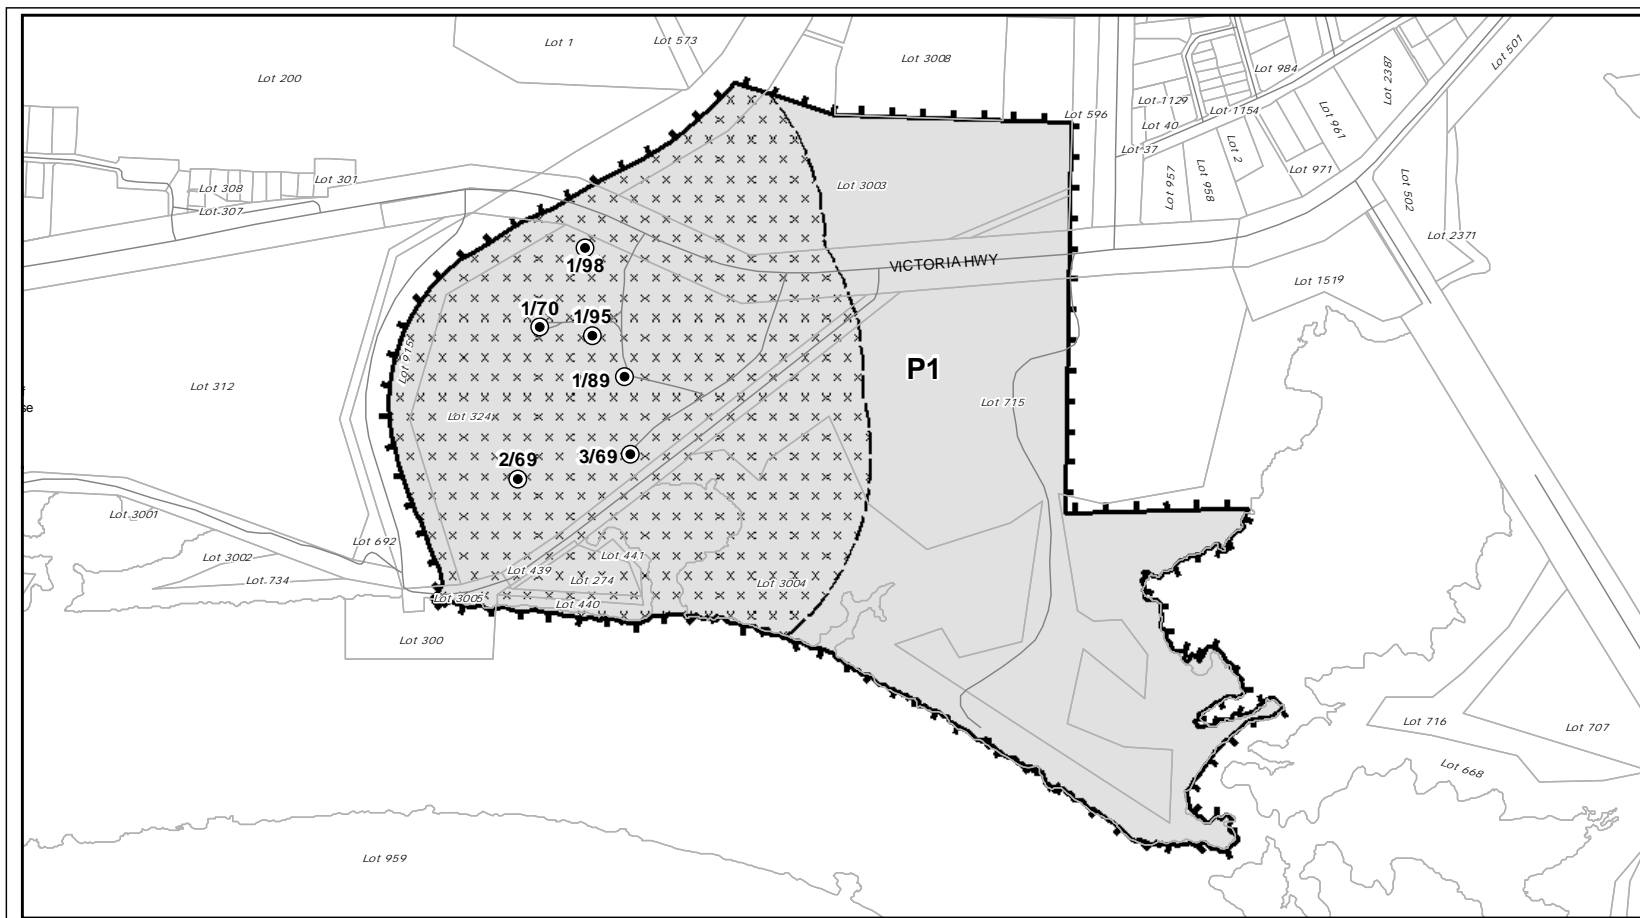 Lot 1
Lot 573
Lot 501
Lot 3008
Lot 200
Lot 984
Lot 2387
Lot 1129
Lot 1154
Lot 596
Lot 40
Lot 961
Lot 37
Lot 2
Lot 301
Lot 308
Lot 3003
Lot 957
Lot 958
Lot 971
Lot 502
Lot 307
Lot 2371
1/98
VICTORIA HWY
Lot 1519
1/70
1/95
Lot 915
P1
Lot 312
1/89
se
Lot 324
Lot 715
2/69
3/69
Lot 3001
Lot 692
Lot 3002
Lot 441
Lot 734
Lot 439
Lot 274
Lot 3004
Lot 3005
Lot 440
Lot 300
Lot 716
Lot 707
Lot 668
Lot 959